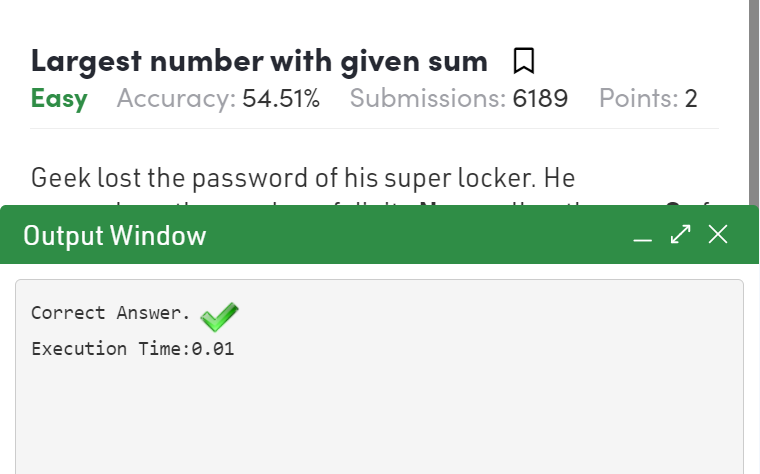 Largest number with given sum
Easy Accuracy: 54.51% Submissions: 6189 Points: 2
Geek lost the password of his super locker. He
Output Window
Correct Answer.
Execution Time:0.01